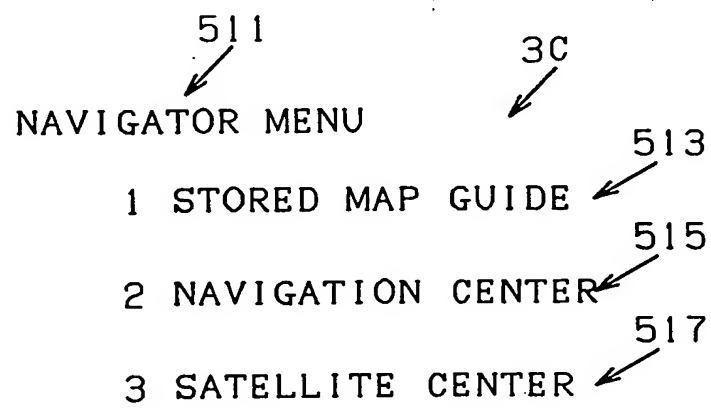 511
3C
NAVIGATOR MENU
513
1 STORED MAP GUIDE
515
2 NAVIGATION CENTER
517
3 SATELLITE CENTER